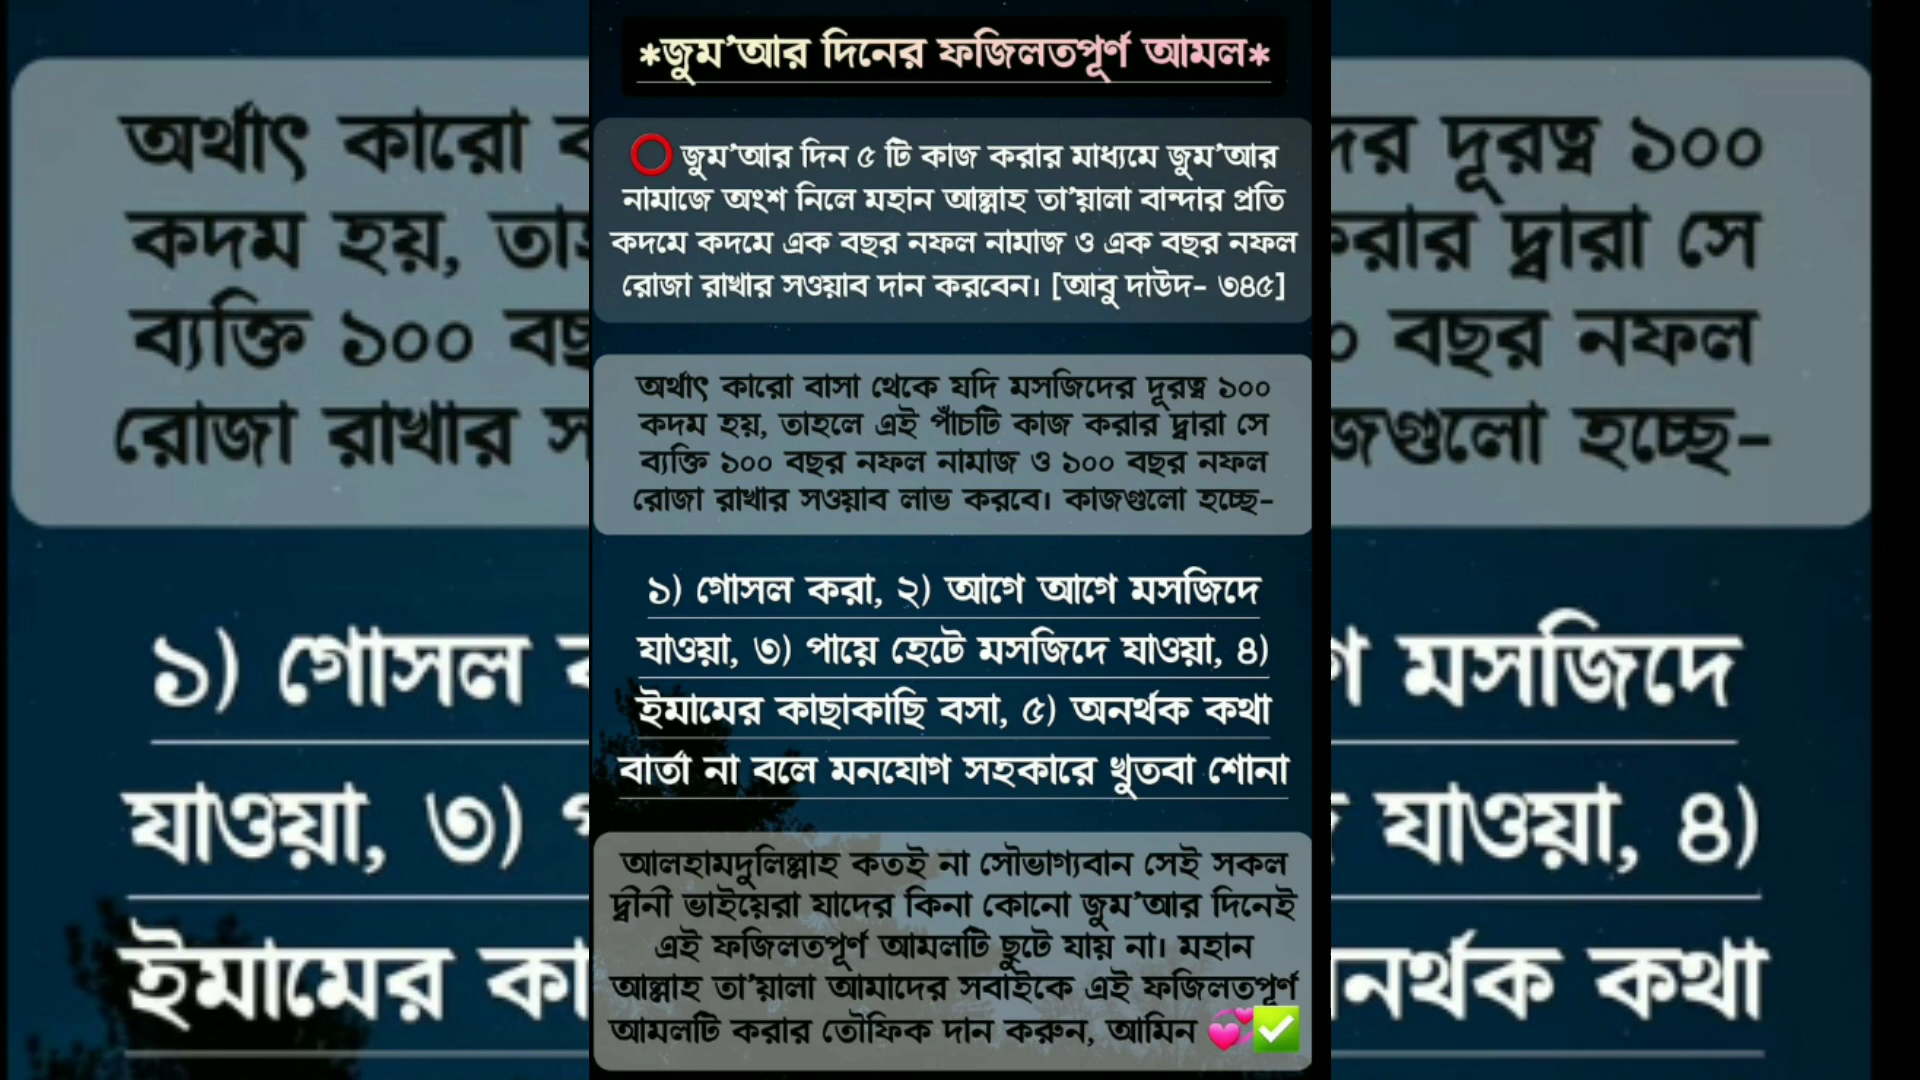 *জুম'আর দিনের ফজিলতপূর্ণ আমল*
⭕ জুম'আর দিন ৫ টি কাজ করার মাধ্যমে জুম'আর
নামাজে অংশ নিলে মহান আল্লাহ তা'য়ালা বান্দার প্রতি
কদমে কদমে এক বছর নফল নামাজ ও এক বছর নফল
রোজা রাখার সওয়াব দান করবেন। [আবু দাউদ- ৩৪৫]
অর্থাৎ কারো বাসা থেকে যদি মসজিদের দূরত্ব ১০০
কদম হয়, তাহলে এই পাঁচটি কাজ করার দ্বারা সে
ব্যক্তি ১০০ বছর নফল নামাজ ও ১০০ বছর নফল
রোজা রাখার সওয়াব লাভ করবে। কাজগুলো হচ্ছে-
১) গোসল করা, ২) আগে আগে মসজিদে
যাওয়া, ৩) পায়ে হেটে মসজিদে যাওয়া, ৪)
ইমামের কাছাকাছি বসা, ৫) অনর্থক কথা
বার্তা না বলে মনযোগ সহকারে খুতবা শোনা
আলহামদুলিল্লাহ কতই না সৌভাগ্যবান সেই সকল
দ্বীনী ভাইয়েরা যাদের কিনা কোনো জুম'আর দিনেই
এই ফজিলতপূর্ণ আমলটি ছুটে যায় না। মহান
আল্লাহ তা'য়ালা আমাদের সবাইকে এই ফজিলতপূর্ণ
আমলটি করার তৌফিক দান করুন, আমিন 💞✅